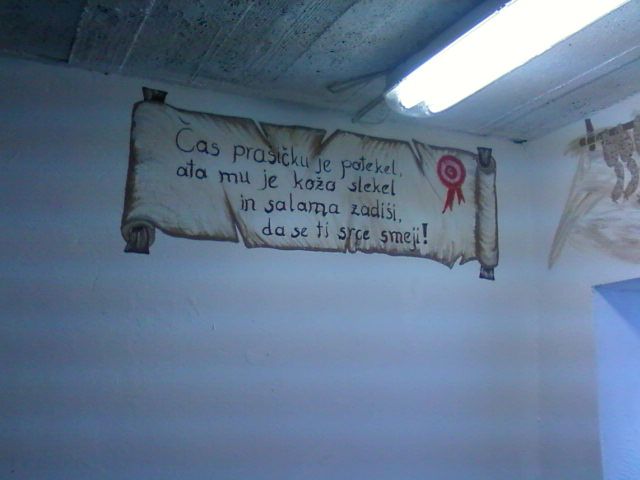 Čas prašičku je potekel,
ata mu je kožo slekel
in salama zadiši,
da se ti srce smeji!